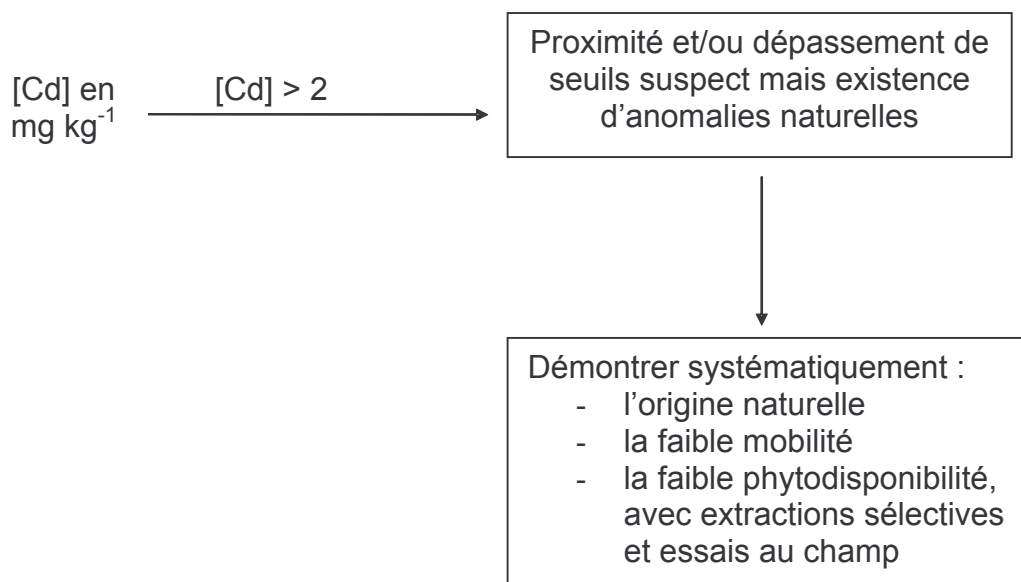 [Cd] en
mg kg⁻¹
[Cd] > 2
Proximité et/ou dépassement de
seuils suspect mais existence
d’anomalies naturelles
Démontrer systématiquement :
- l’origine naturelle
- la faible mobilité
- la faible phytodisponibilité,
avec extractions sélectives
et essais au champ